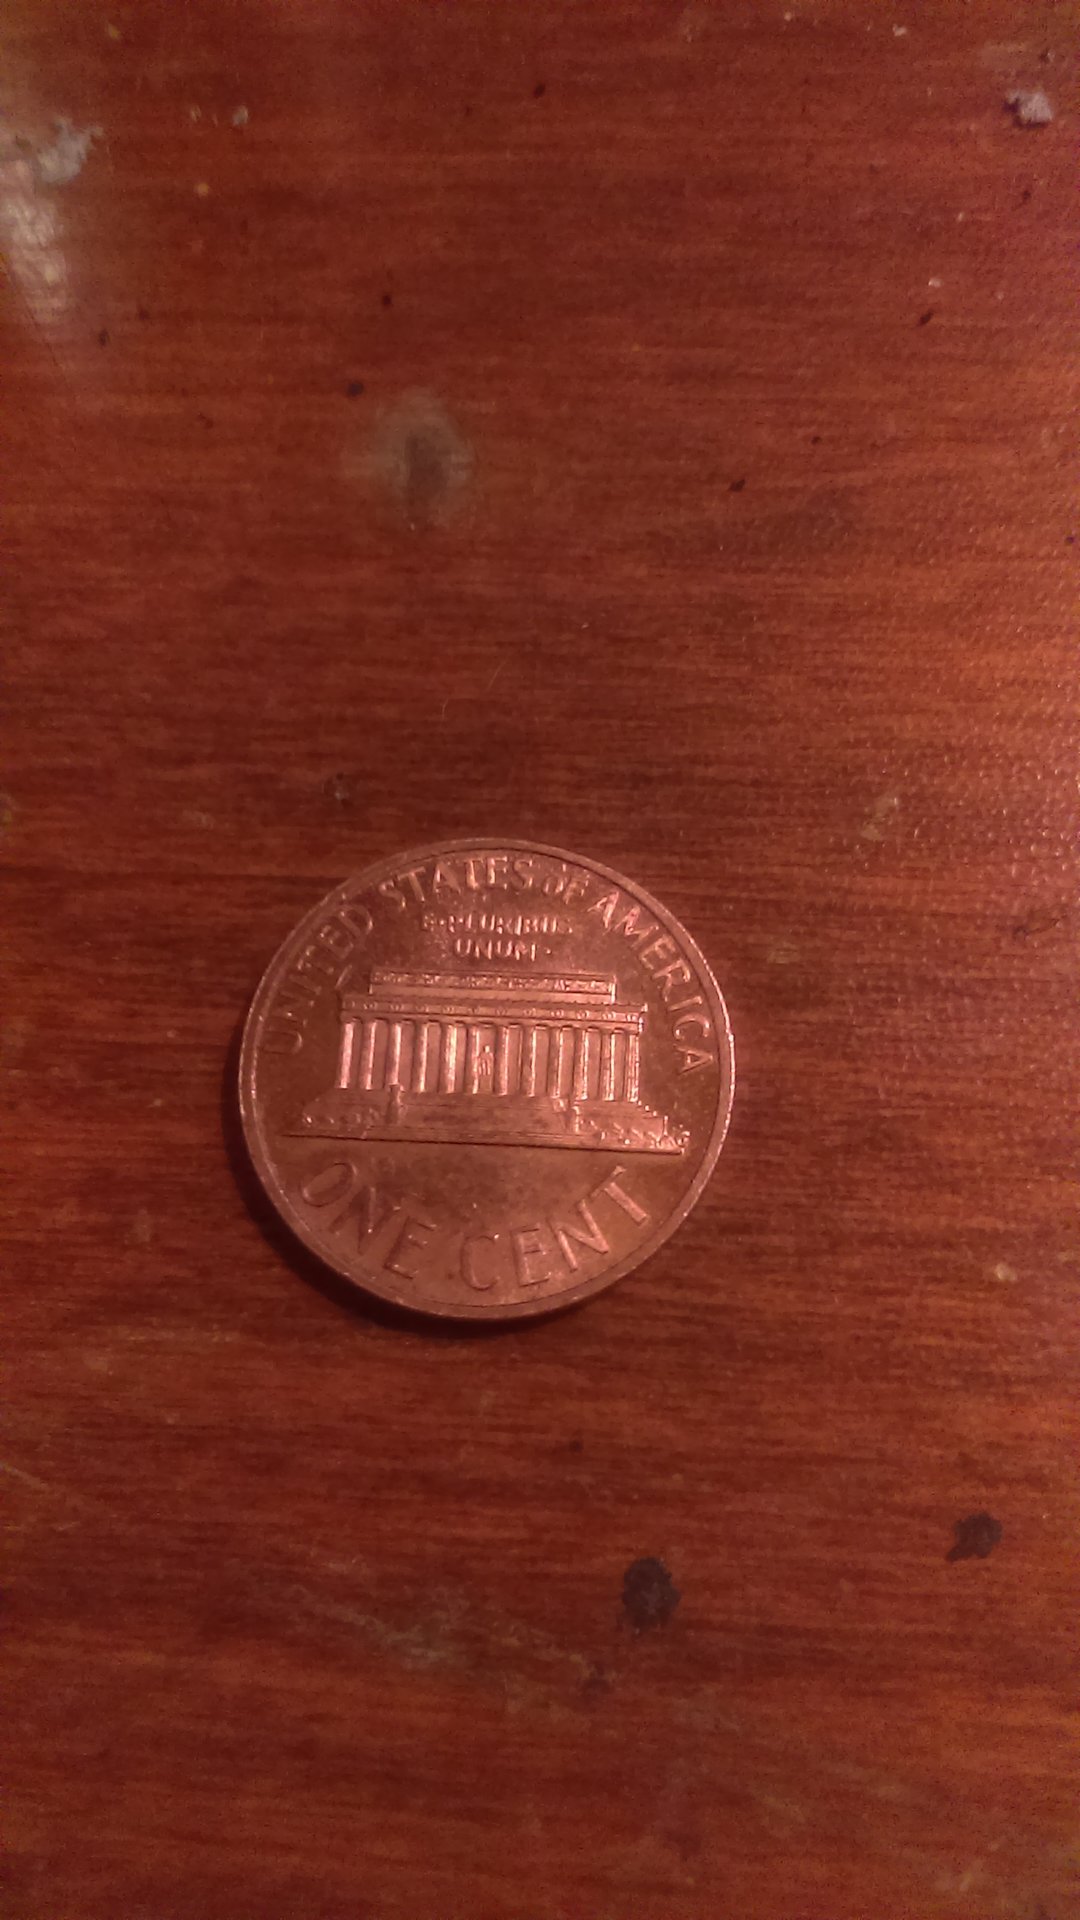 UNITED STATES OF AMERICA
E·PLURIBUS
UNUM·
ONE CENT